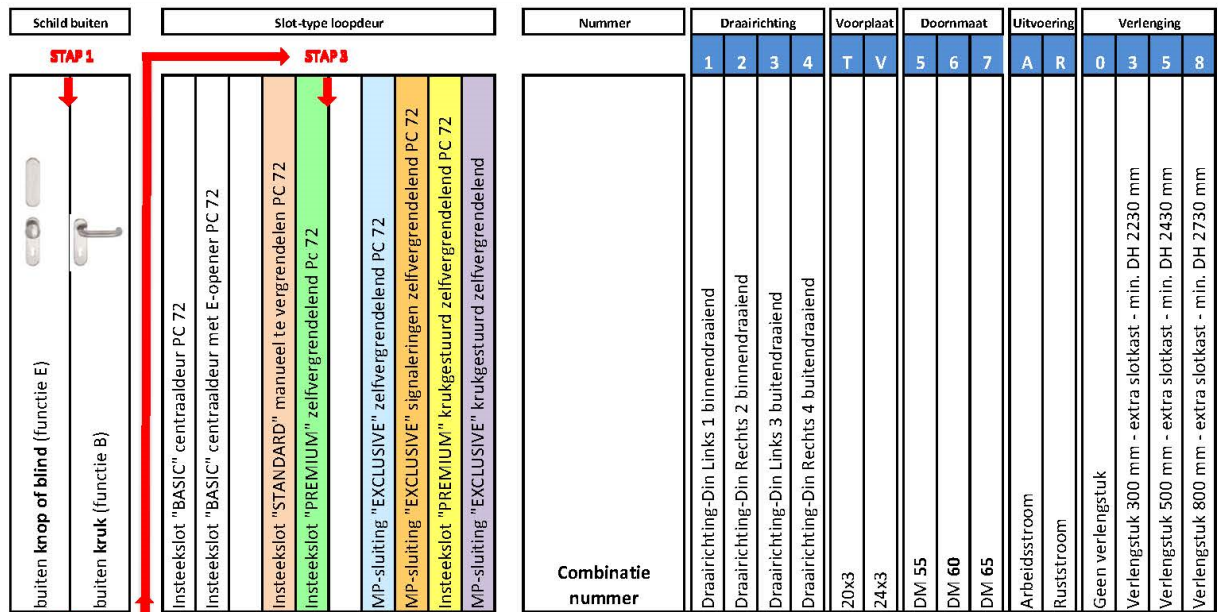 Schild buiten
Slot-type loopdeur
Nummer
Draairichting
Voorplaat
Doornmaat
Uitvoering
Verlenging
STAP 1
STAP 3
1
2
3
4
T
V
5
6
7
A
R
0
3
5
8
buiten knop of blind (functie E)
buiten kruk (functie B)
Insteekslot "BASIC" centraaldeur PC 72
Insteekslot "BASIC" centraaldeur met E-opener PC 72
Insteekslot "STANDARD" manueel te vergrendelen PC 72
Insteekslot "PREMIUM" zelfvergrendelend Pc 72
MP-sluiting "EXCLUSIVE" zelfvergrendelend PC 72
MP-sluiting "EXCLUSIVE" signaleringen zelfvergrendelend PC 72
Insteekslot "PREMIUM" krukgestuurd zelfvergrendelend PC 72
MP-sluiting "EXCLUSIVE" krukgestuurd zelfvergrendelend
Combinatie
nummer
Draairichting-Din Links 1 binnendraaiend
Draairichting-Din Rechts 2 binnendraaiend
Draairichting-Din Links 3 buitendraaiend
Draairichting-Din Rechts 4 buitendraaiend
20x3
24x3
DM 55
DM 60
DM 65
Arbeidsstroom
Ruststroom
Geen verlengstuk
Verlengstuk 300 mm - extra slotkast - min. DH 2230 mm
Verlengstuk 500 mm - extra slotkast - min. DH 2430 mm
Verlengstuk 800 mm - extra slotkast - min. DH 2730 mm